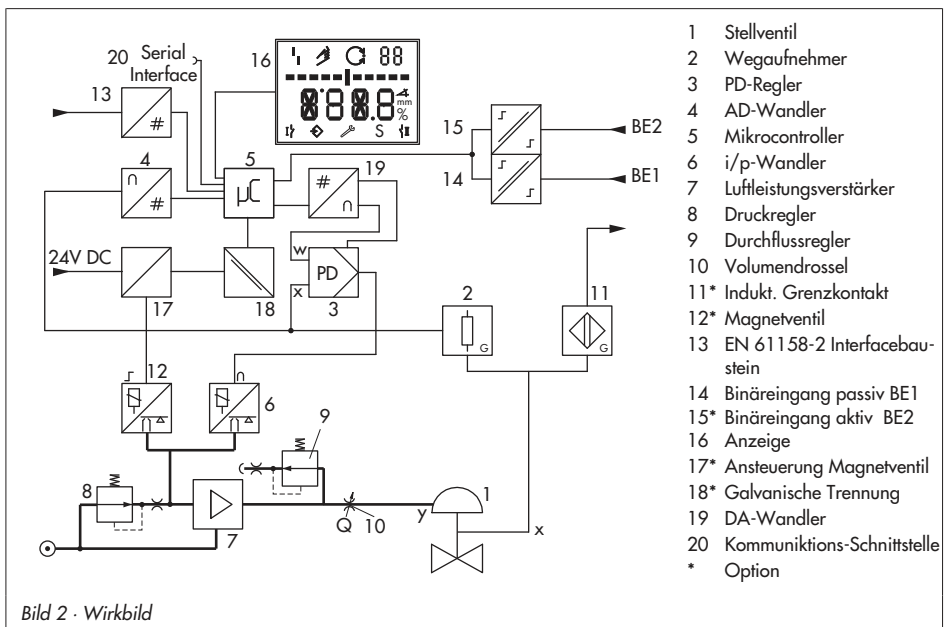 20 Serial
Interface
16
88
88.8
mm
%
S
13
#
15
BE2
14
BE1
4
#
5
µC
#
19
24V DC
17
18
w
PD
x
3
2
G
11
G
12
6
9
8
7
Q
10
y
1
x
1 Stellventil
2 Wegaufnehmer
3 PD-Regler
4 AD-Wandler
5 Mikrocontroller
6 i/p-Wandler
7 Luftleistungsverstärker
8 Druckregler
9 Durchflussregler
10 Volumendrossel
11* Indukt. Grenzkontakt
12* Magnetventil
13 EN 61158-2 Interfacebau-
stein
14 Binäreingang passiv BE1
15* Binäreingang aktiv BE2
16 Anzeige
17* Ansteuerung Magnetventil
18* Galvanische Trennung
19 DA-Wandler
20 Kommuniktions-Schnittstelle
* Option
Bild 2 · Wirkbild